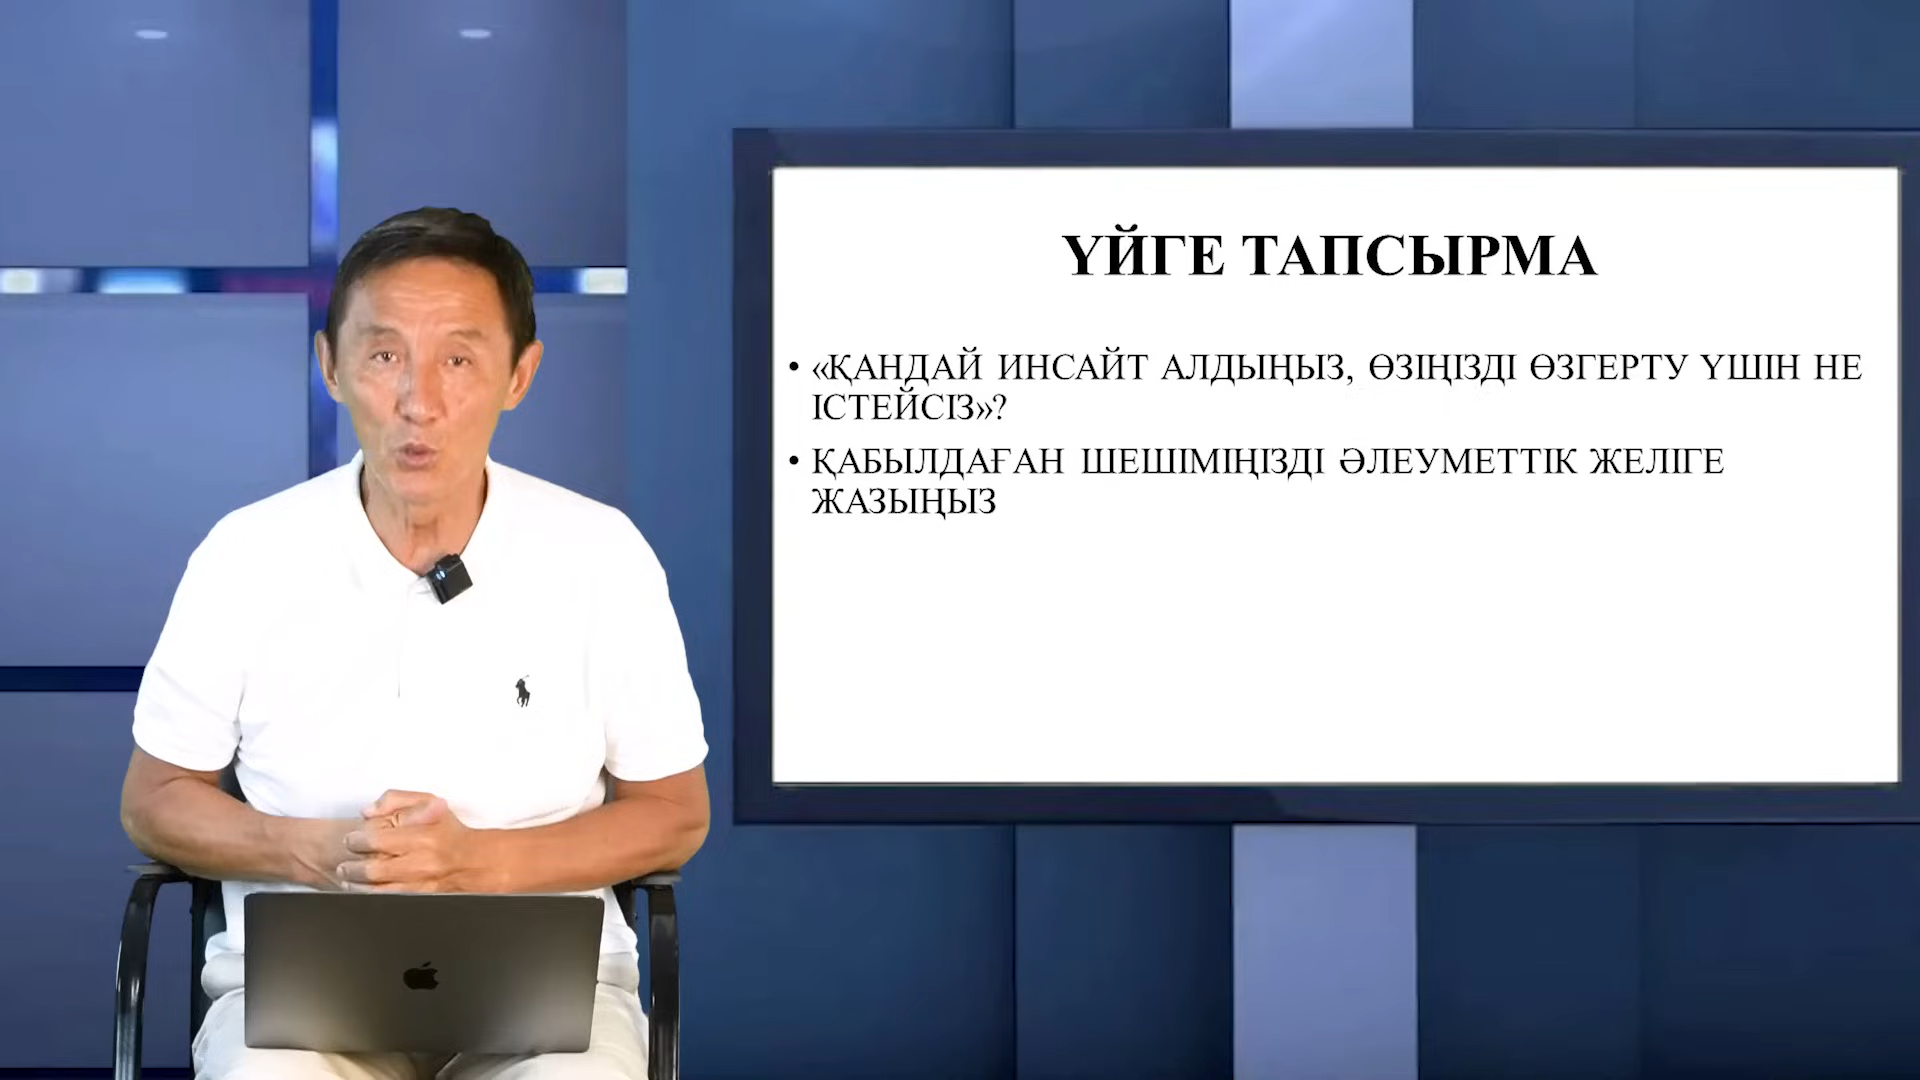 ҮЙГЕ ТАПСЫРМА
• «ҚАНДАЙ ИНСАЙТ АЛДЫҢЫЗ, ӨЗІҢІЗДІ ӨЗГЕРТУ ҮШІН НЕ
ІСТЕЙСІЗ»?
• ҚАБЫЛДАҒАН ШЕШІМІҢІЗДІ ӘЛЕУМЕТТІК ЖЕЛІГЕ
ЖАЗЫҢЫЗ